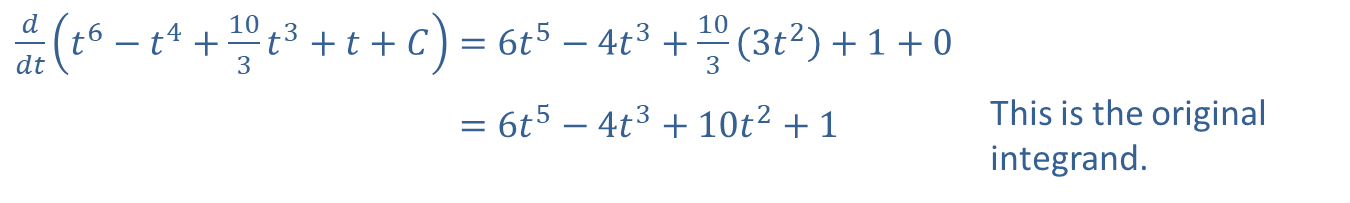 d/dt (t⁶ − t⁴ + 10/3 t³ + t + C) = 6t⁵ − 4t³ + 10/3 (3t²) + 1 + 0
= 6t⁵ − 4t³ + 10t² + 1
This is the original
integrand.